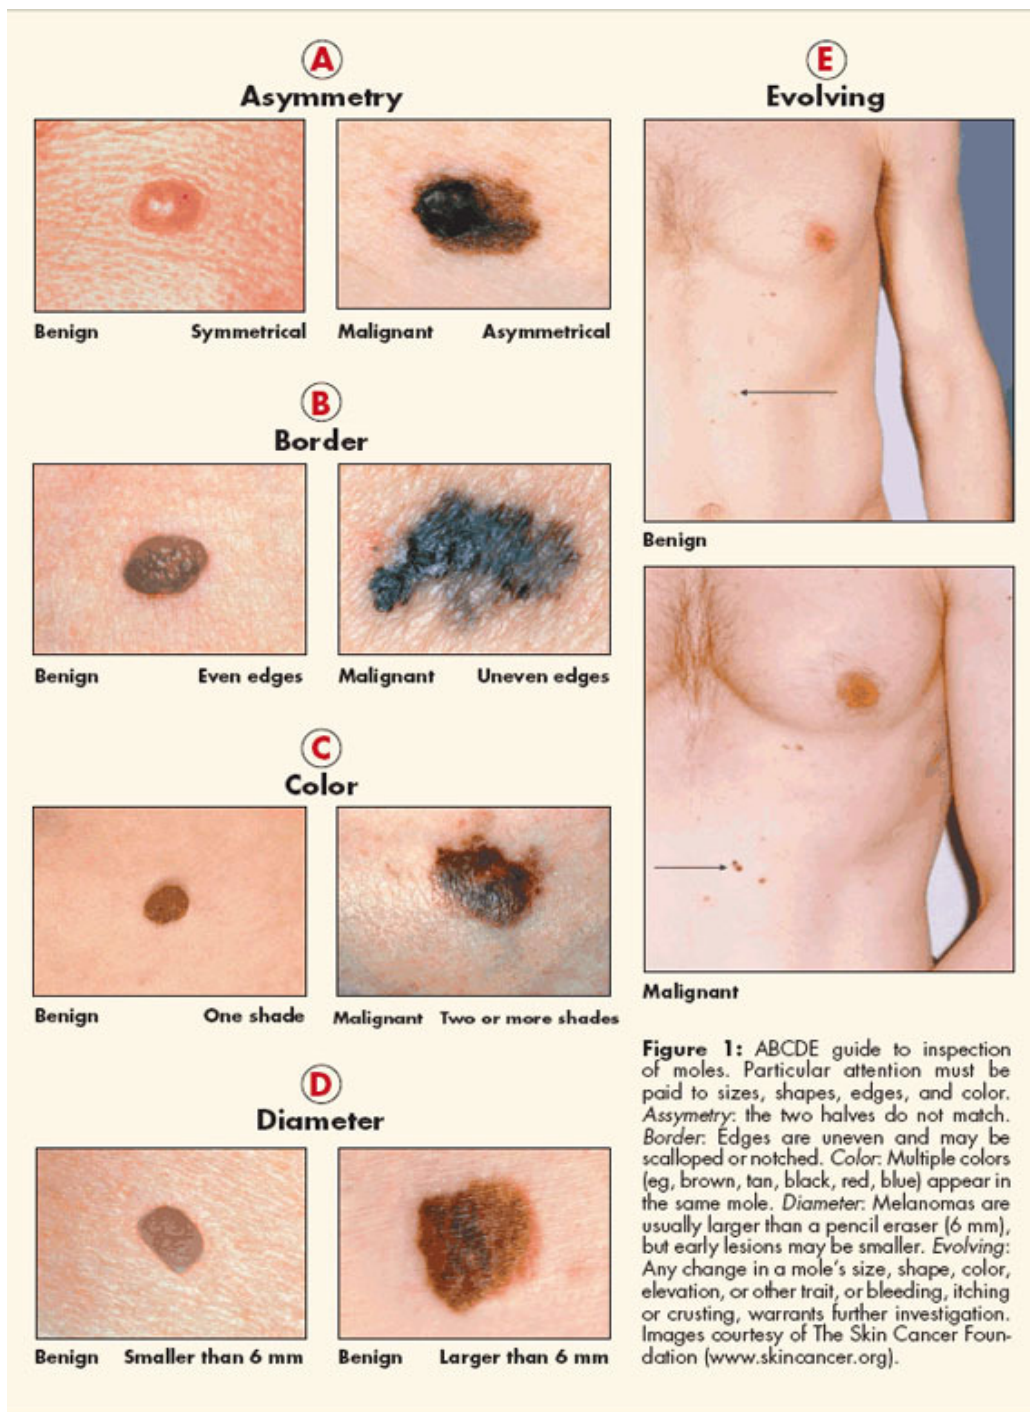 A
Asymmetry
Benign Symmetrical
Malignant Asymmetrical
B
Border
Benign Even edges
Malignant Uneven edges
C
Color
Benign One shade
Malignant Two or more shades
D
Diameter
Benign Smaller than 6 mm
Benign Larger than 6 mm
E
Evolving
Benign
Malignant
Figure 1: ABCDE guide to inspection
of moles. Particular attention must be
paid to sizes, shapes, edges, and color.
Assymetry: the two halves do not match.
Border: Edges are uneven and may be
scalloped or notched. Color: Multiple colors
(eg, brown, tan, black, red, blue) appear in
the same mole. Diameter: Melanomas are
usually larger than a pencil eraser (6 mm),
but early lesions may be smaller. Evolving:
Any change in a mole's size, shape, color,
elevation, or other trait, or bleeding, itching
or crusting, warrants further investigation.
Images courtesy of The Skin Cancer Foun-
dation (www.skincancer.org).